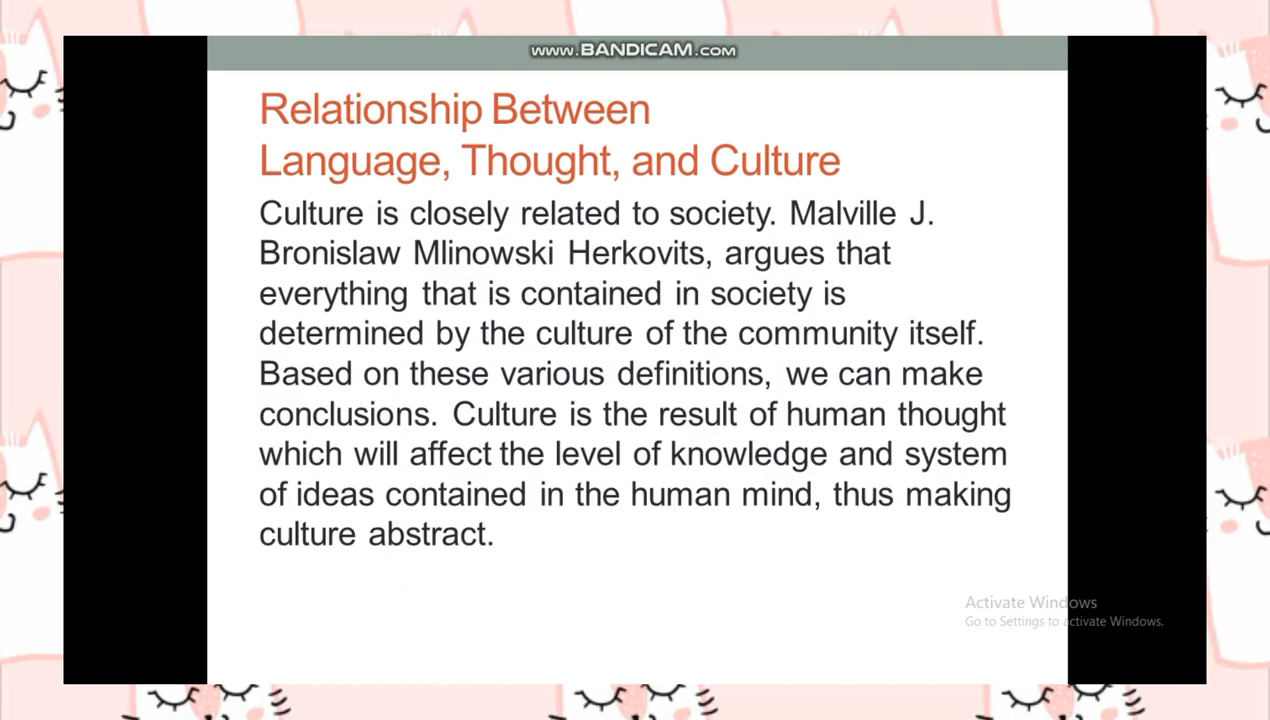 www.BANDICAM.com
Relationship Between
Language, Thought, and Culture
Culture is closely related to society. Malville J.
Bronislaw Mlinowski Herkovits, argues that
everything that is contained in society is
determined by the culture of the community itself.
Based on these various definitions, we can make
conclusions. Culture is the result of human thought
which will affect the level of knowledge and system
of ideas contained in the human mind, thus making
culture abstract.
Activate Windows
Go to Settings to activate Windows.